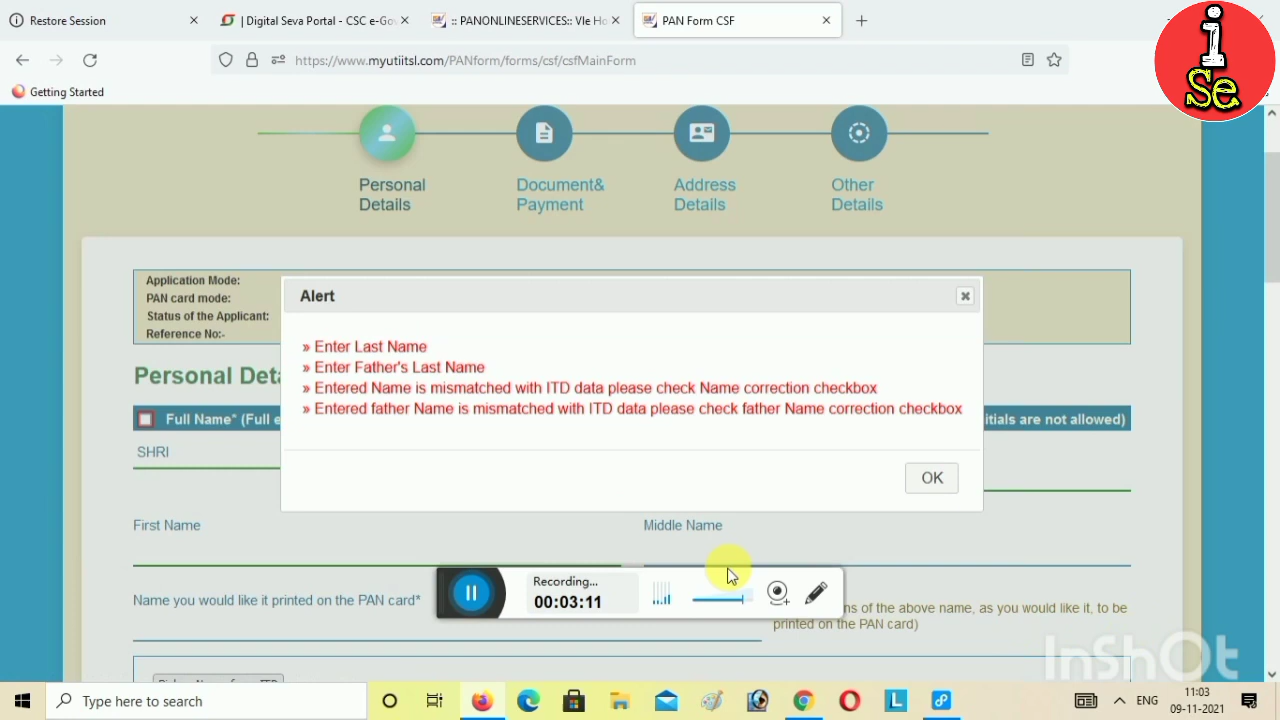 Restore Session
| Digital Seva Portal - CSC e-Gov
:: PANONLINESERVICES:: Vle Ho
PAN Form CSF
https://www.myutiitsl.com/PANform/forms/csf/csfMainForm
Getting Started
i
Se
Personal Details
Document& Payment
Address Details
Other Details
Application Mode:
PAN card mode:
Status of the Applicant:
Reference No:-
Alert
» Enter Last Name
» Enter Father's Last Name
» Entered Name is mismatched with ITD data please check Name correction checkbox
» Entered father Name is mismatched with ITD data please check father Name correction checkbox
OK
Personal Deta
Full Name* (Full e
itials are not allowed)
SHRI
First Name
Middle Name
Name you would like it printed on the PAN card*
ns of the above name, as you would like it, to be
printed on the PAN card)
Recording...
00:03:11
InShOt
Type here to search
ENG
11:03
09-11-2021